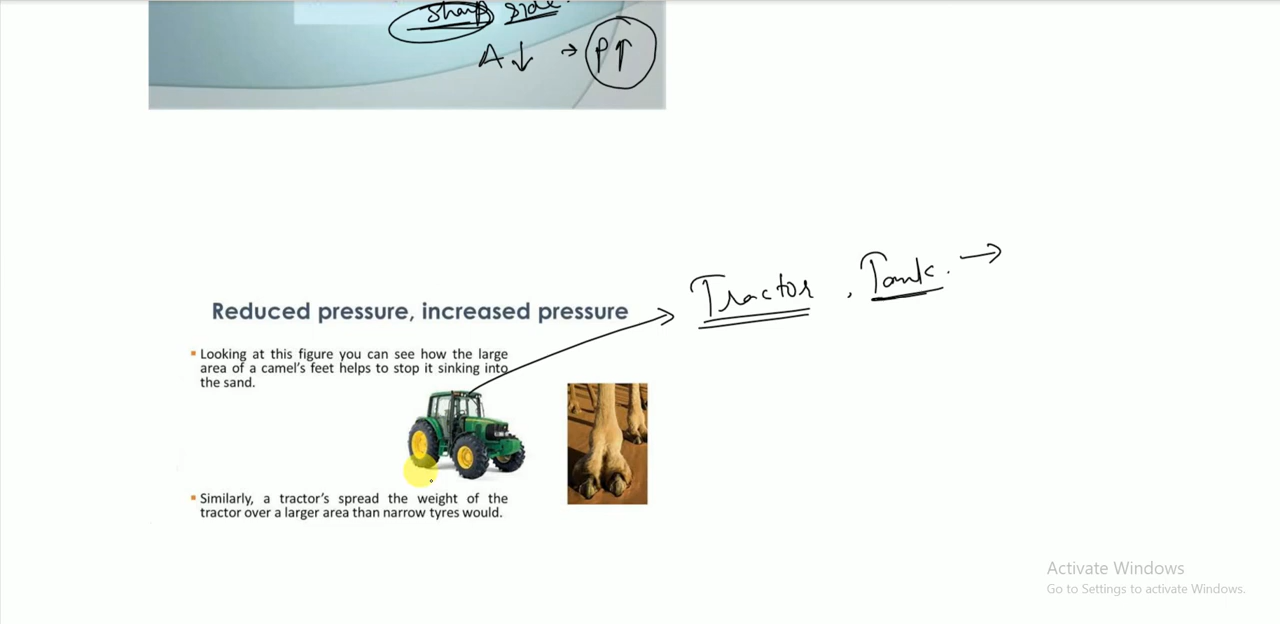 sharp side.
A↓ → P↑
Tractor , Tank. →
Reduced pressure, increased pressure
Looking at this figure you can see how the large
area of a camel's feet helps to stop it sinking into
the sand.
Similarly, a tractor's spread the weight of the
tractor over a larger area than narrow tyres would.
Activate Windows
Go to Settings to activate Windows.